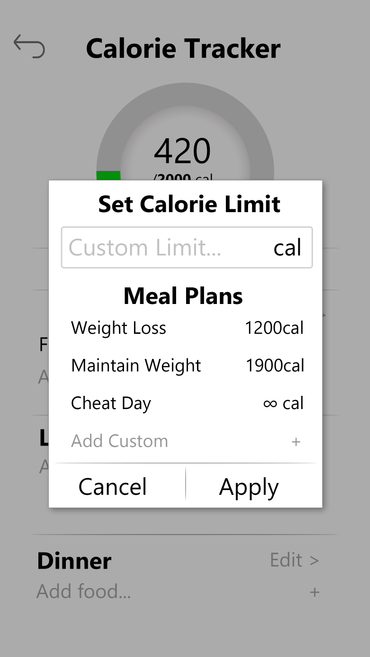 Calorie Tracker
420
/2000 cal
Set Calorie Limit
Custom Limit... cal
Meal Plans
Weight Loss 1200cal
Maintain Weight 1900cal
Cheat Day ∞ cal
Add Custom +
Cancel Apply
Dinner Edit >
Add food... +